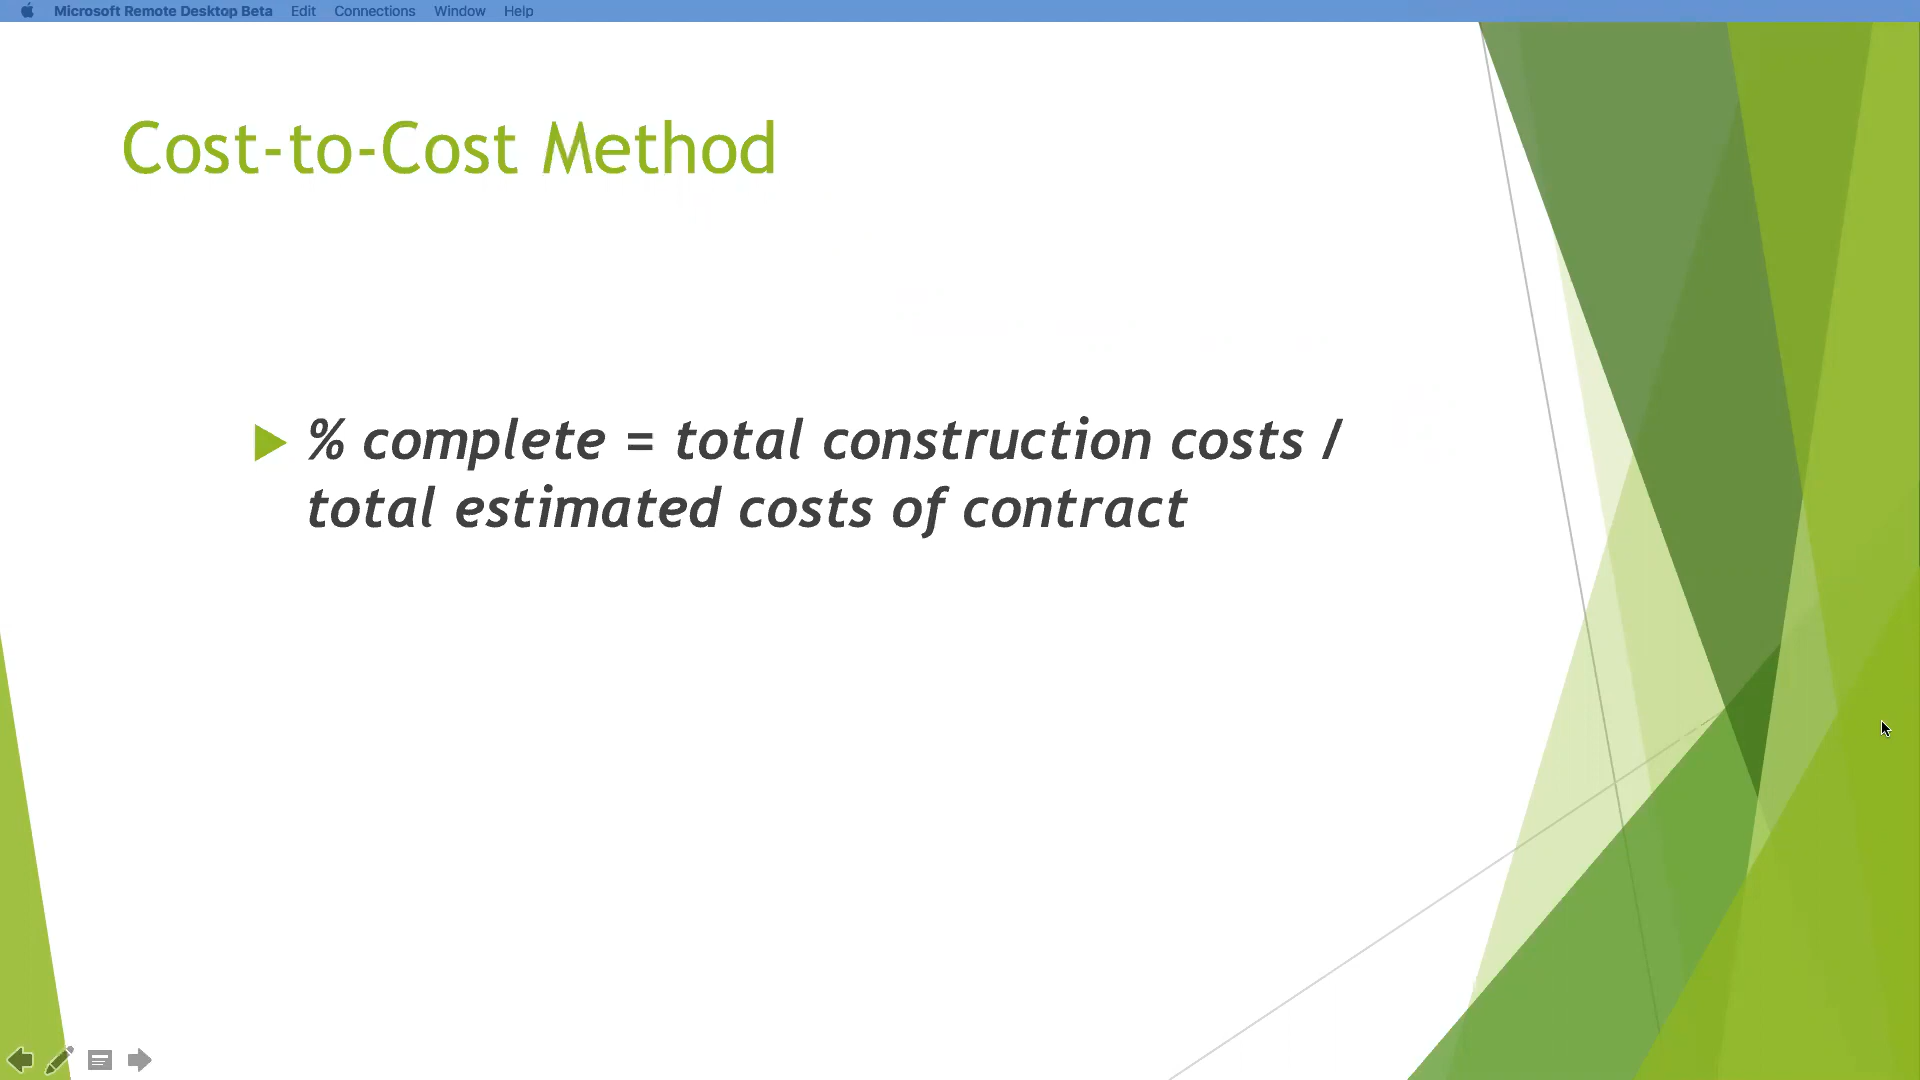 Microsoft Remote Desktop Beta Edit Connections Window Help
Cost-to-Cost Method
% complete = total construction costs /
total estimated costs of contract